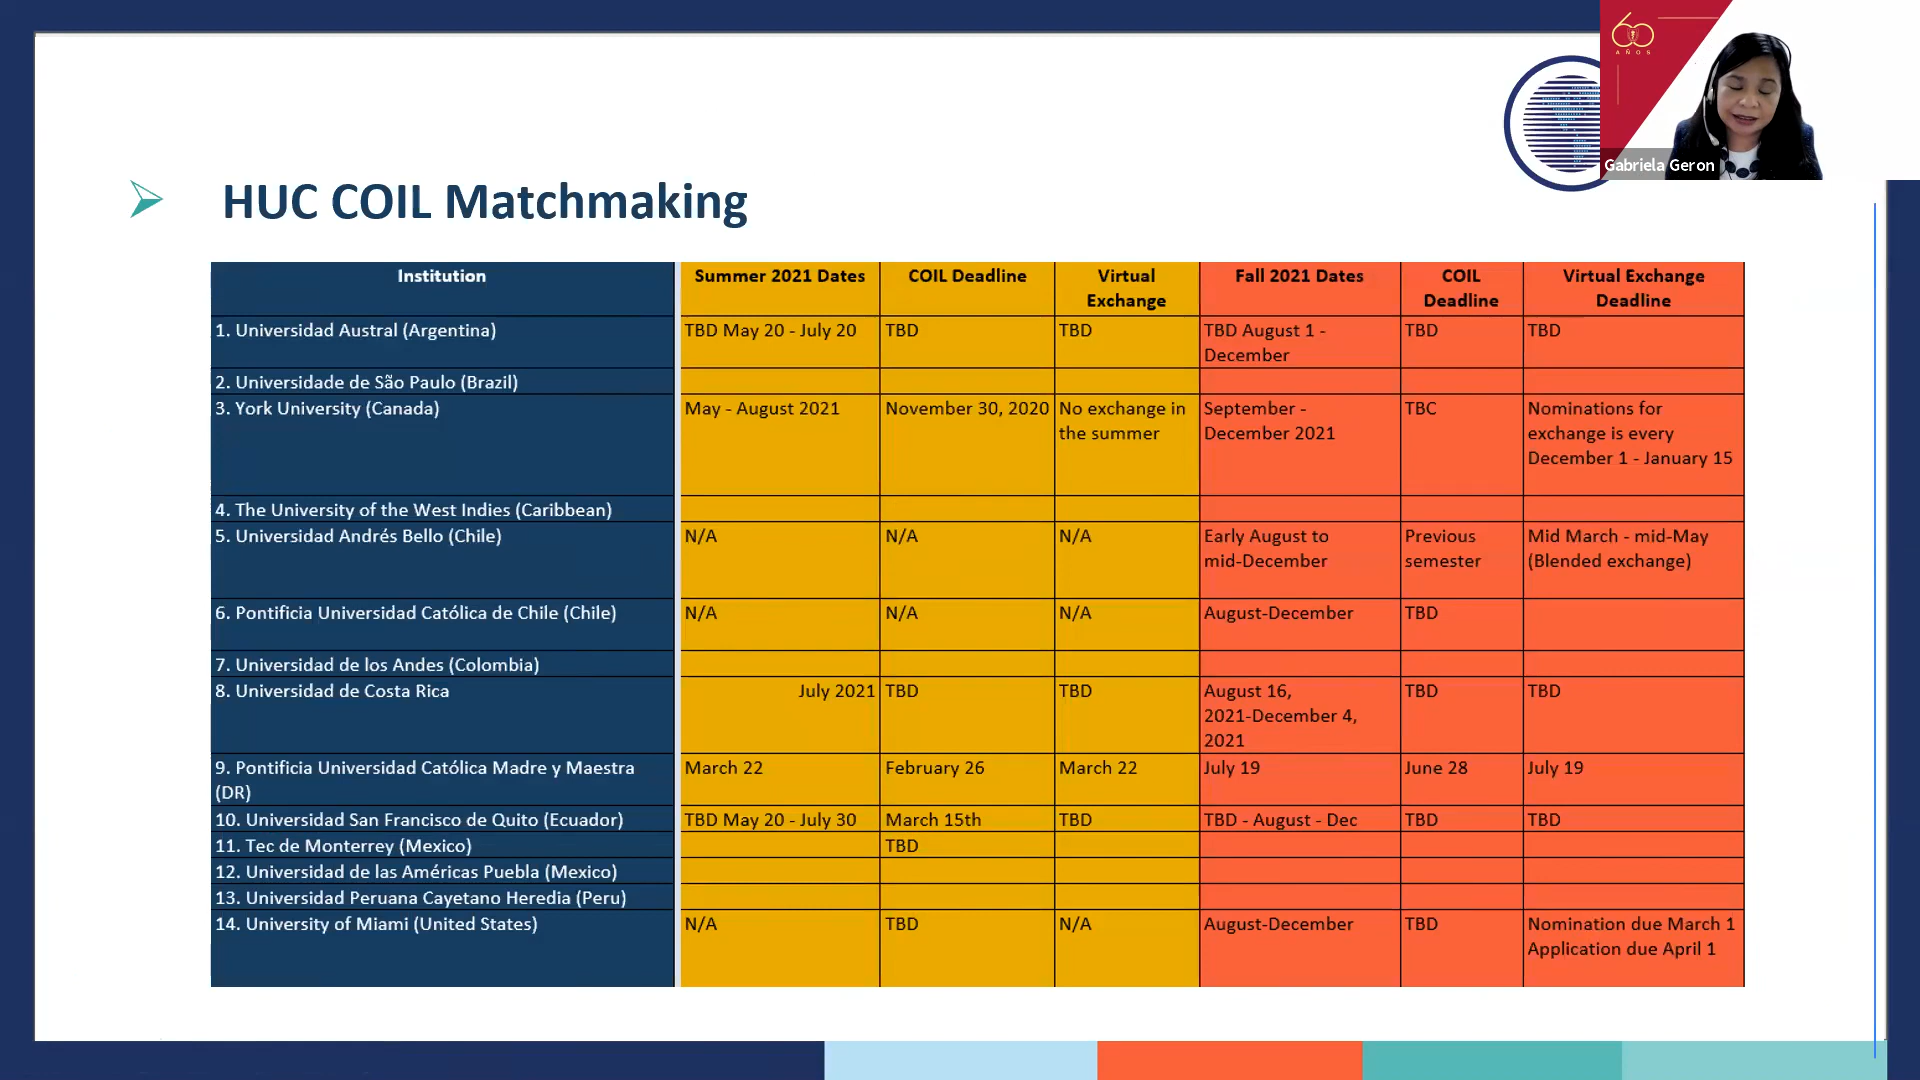 60
AÑOS
Gabriela Geron
HUC COIL Matchmaking
Institution
Summer 2021 Dates
COIL Deadline
Virtual
Exchange
Fall 2021 Dates
COIL
Deadline
Virtual Exchange
Deadline
1. Universidad Austral (Argentina)
TBD May 20 - July 20
TBD
TBD
TBD August 1 -
December
TBD
TBD
2. Universidade de São Paulo (Brazil)
3. York University (Canada)
May - August 2021
November 30, 2020
No exchange in
the summer
September -
December 2021
TBC
Nominations for
exchange is every
December 1 - January 15
4. The University of the West Indies (Caribbean)
5. Universidad Andrés Bello (Chile)
N/A
N/A
N/A
Early August to
mid-December
Previous
semester
Mid March - mid-May
(Blended exchange)
6. Pontificia Universidad Católica de Chile (Chile)
N/A
N/A
N/A
August-December
TBD
7. Universidad de los Andes (Colombia)
8. Universidad de Costa Rica
July 2021
TBD
TBD
August 16,
2021-December 4,
2021
TBD
TBD
9. Pontificia Universidad Católica Madre y Maestra
(DR)
March 22
February 26
March 22
July 19
June 28
July 19
10. Universidad San Francisco de Quito (Ecuador)
TBD May 20 - July 30
March 15th
TBD
TBD - August - Dec
TBD
TBD
11. Tec de Monterrey (Mexico)
TBD
12. Universidad de las Américas Puebla (Mexico)
13. Universidad Peruana Cayetano Heredia (Peru)
14. University of Miami (United States)
N/A
TBD
N/A
August-December
TBD
Nomination due March 1
Application due April 1